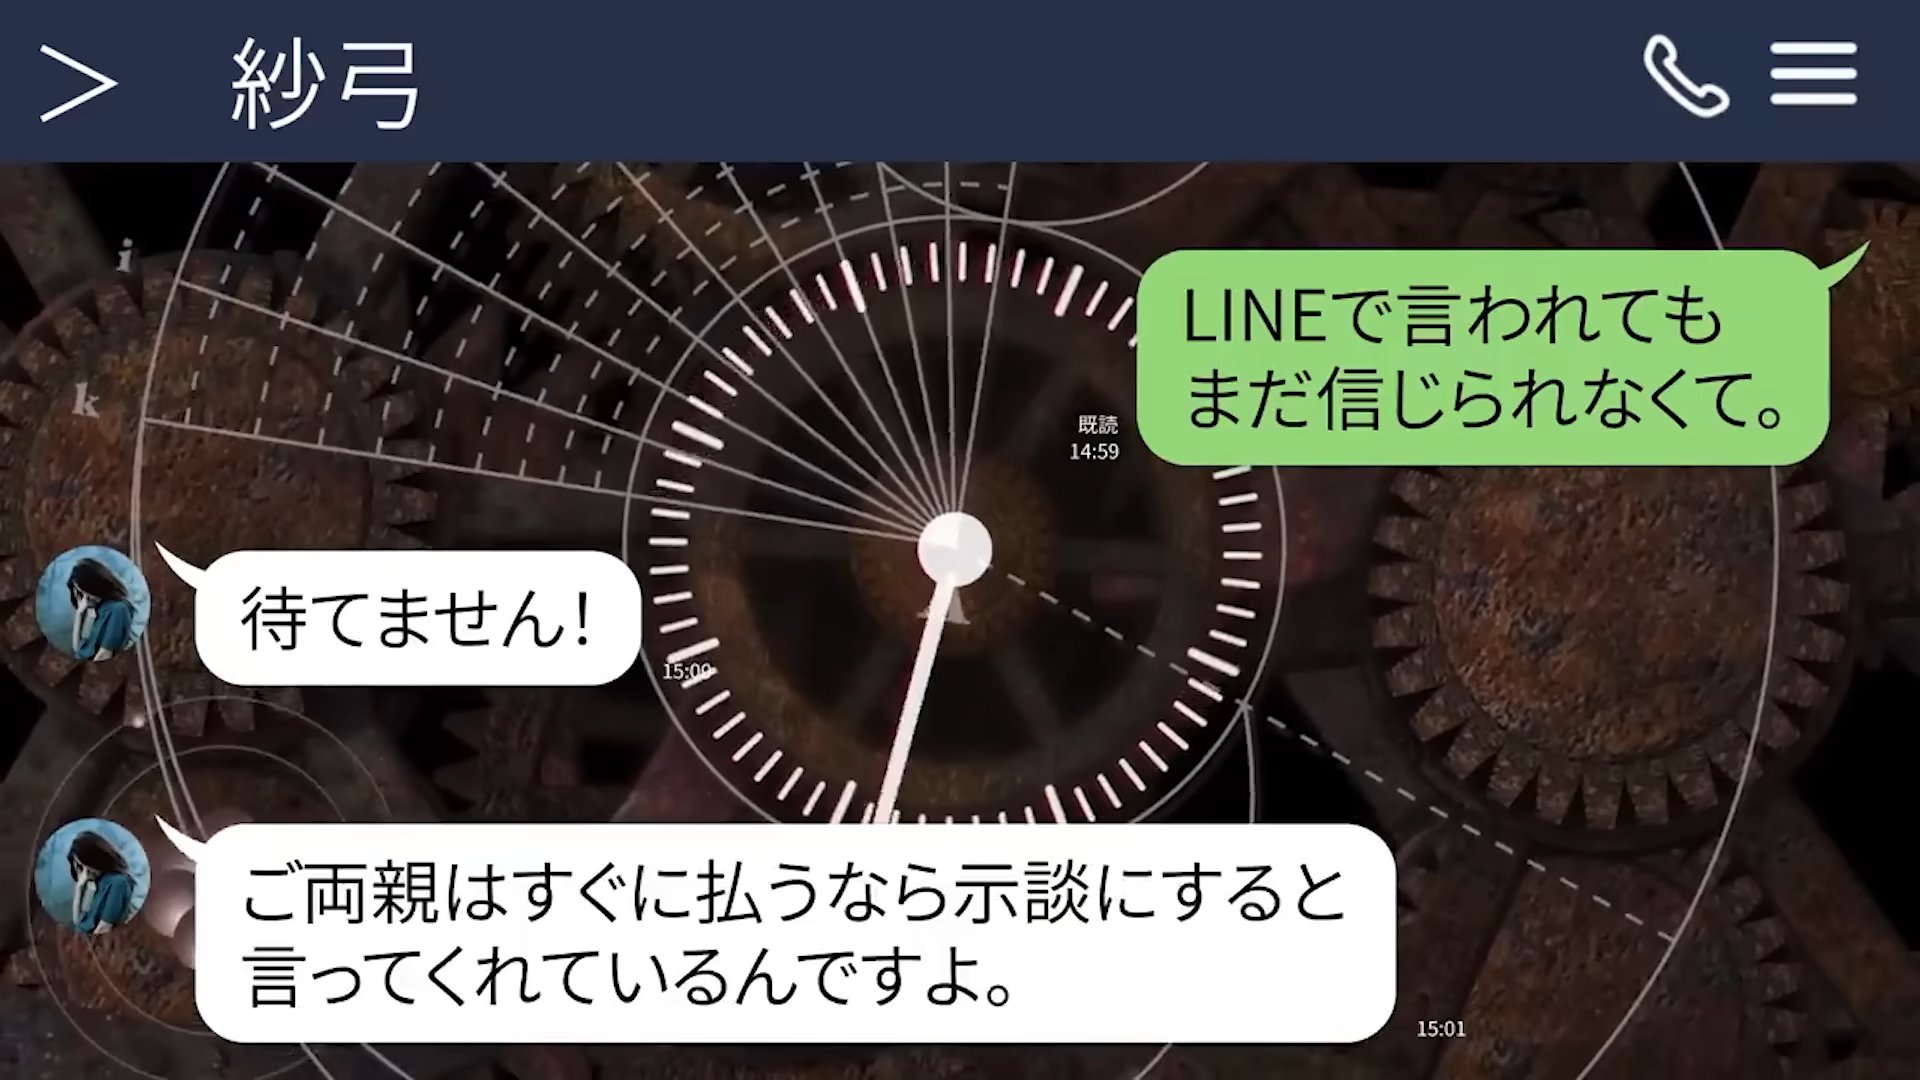 紗弓
i
k
LINEで言われても
まだ信じられなくて。
既読
14:59
待てません!
15:00
A
ご両親はすぐに払うなら示談にすると
言ってくれているんですよ。
15:01